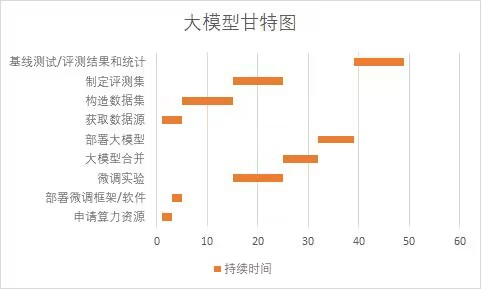 大模型甘特图
基线测试/评测结果和统计
制定评测集
构造数据集
获取数据源
部署大模型
大模型合并
微调实验
部署微调框架/软件
申请算力资源
0 10 20 30 40 50 60
持续时间